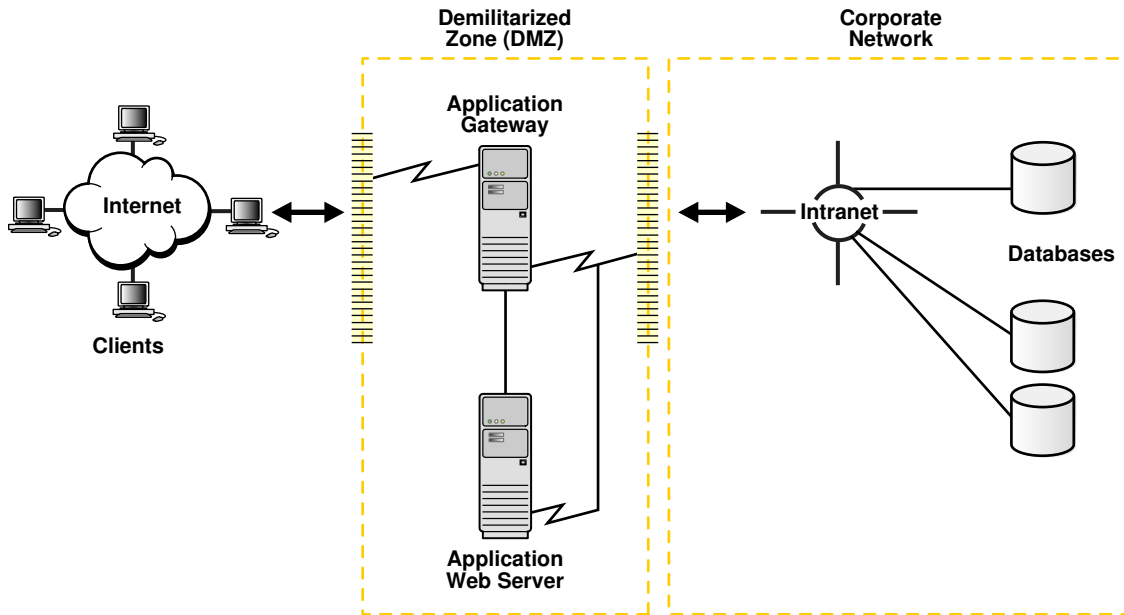 Demilitarized
Zone (DMZ)
Corporate
Network
Application
Gateway
Internet
Intranet
Databases
Clients
Application
Web Server